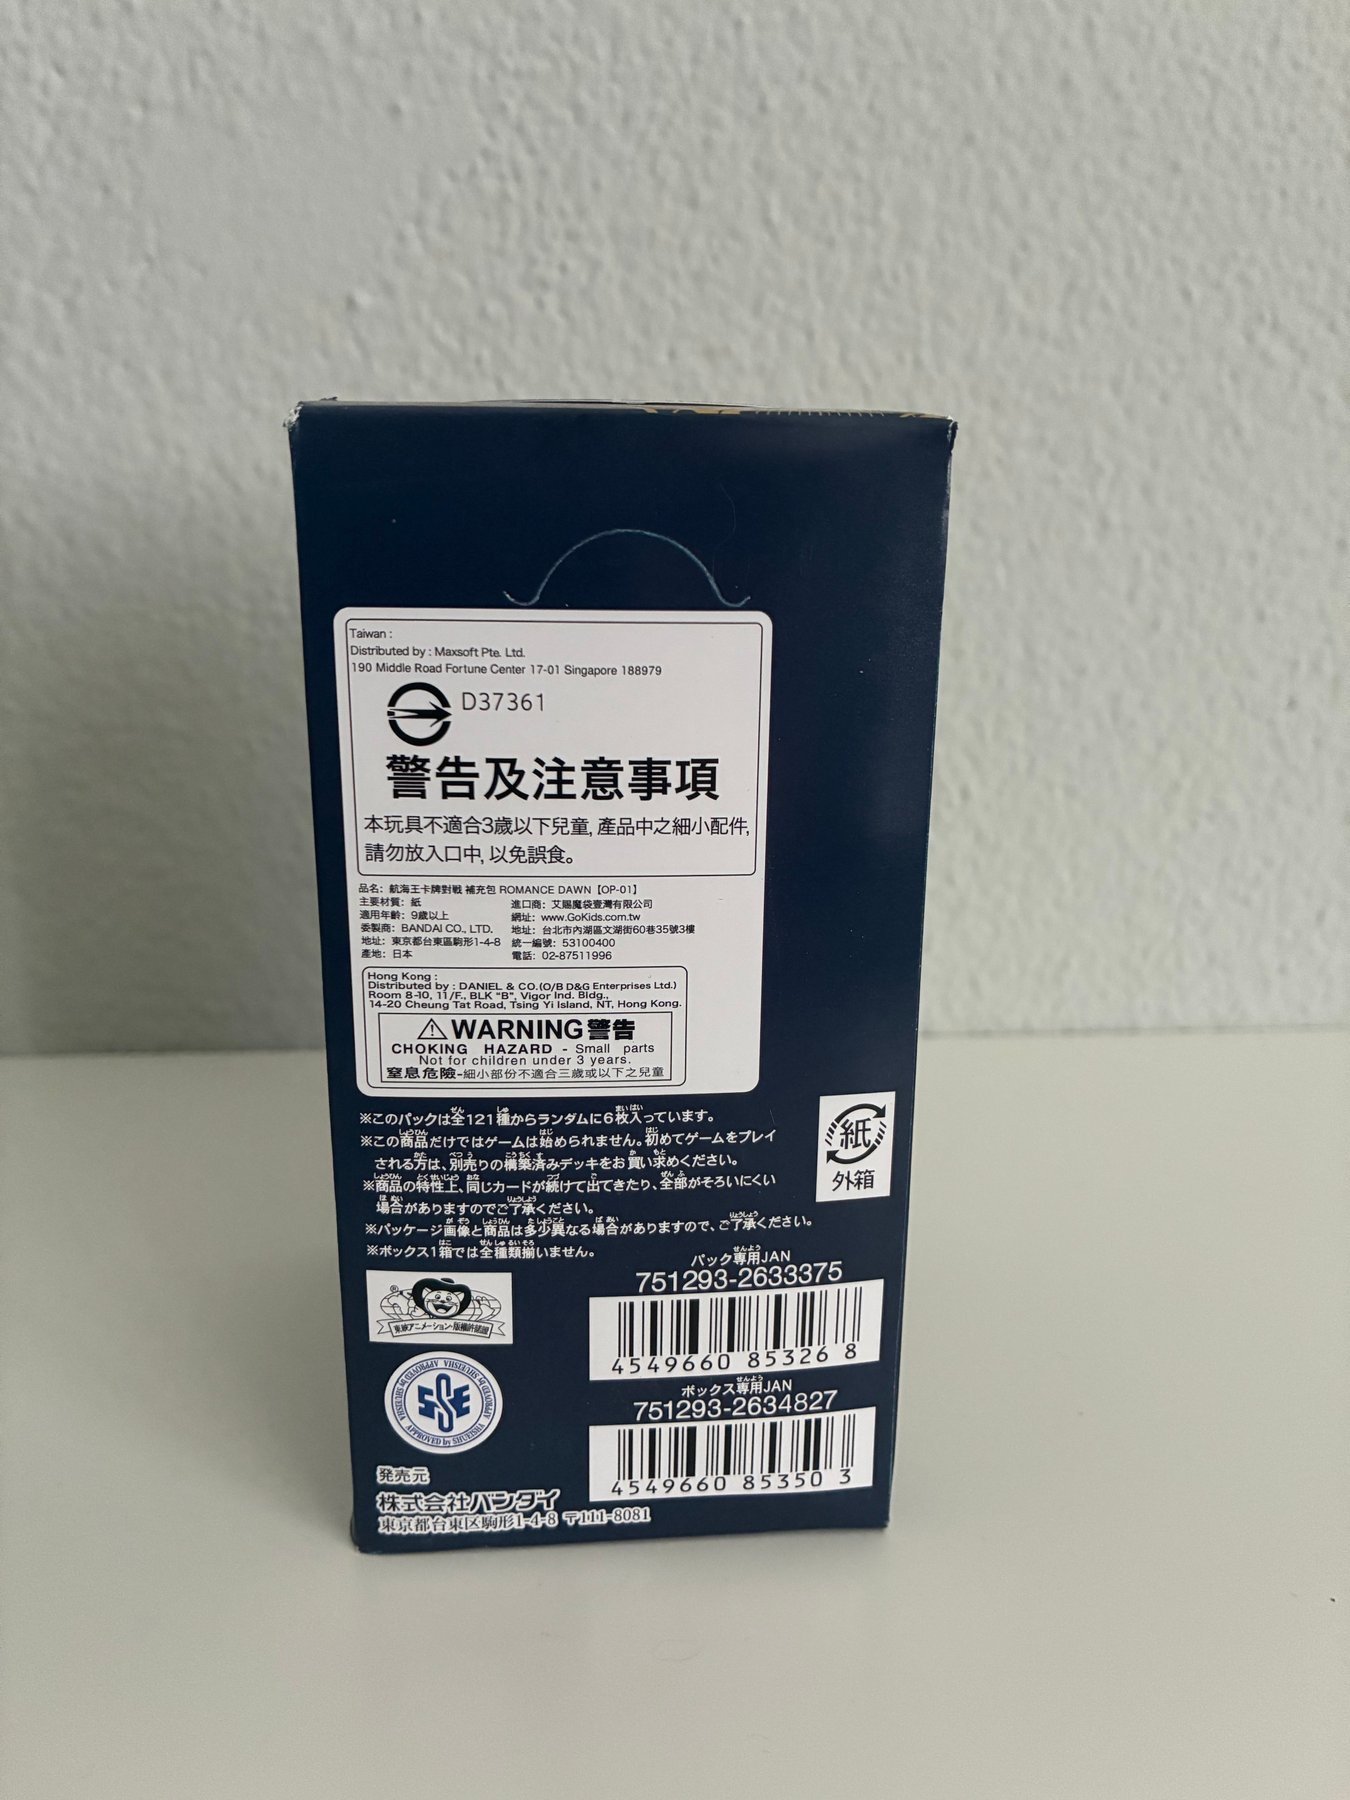 Taiwan :
Distributed by : Maxsoft Pte. Ltd.
190 Middle Road Fortune Center 17-01 Singapore 188979
D37361
警告及注意事項
本玩具不適合3歲以下兒童, 產品中之細小配件,
請勿放入口中, 以免誤食。
品名: 航海王卡牌對戰 補充包 ROMANCE DAWN【OP-01】
主要材質: 紙
適用年齡: 9歲以上
委製商: BANDAI CO., LTD.
地址: 東京都台東區駒形1-4-8
產地: 日本
進口商: 艾賜魔袋壹灣有限公司
網址: www.GoKids.com.tw
地址: 台北市內湖區文湖街60巷35號3樓
統一編號: 53100400
電話: 02-87511996
Hong Kong :
Distributed by : DANIEL & CO.(O/B D&G Enterprises Ltd.)
Room 8-10, 11/F., BLK "B", Vigor Ind. Bldg.,
14-20 Cheung Tat Road, Tsing Yi Island, NT, Hong Kong.
WARNING 警告
CHOKING HAZARD - Small parts
Not for children under 3 years.
窒息危險-細小部份不適合三歲或以下之兒童
※このパックは全121種からランダムに6枚入っています。
※この商品だけではゲームは始められません。初めてゲームをプレイ
される方は、別売りの構築済みデッキをお買い求めください。
※商品の特性上、同じカードが続けて出てきたり、全部がそろいにくい
場合がありますのでご了承ください。
※パッケージ画像と商品は多少異なる場合がありますので、ご了承ください。
※ボックス1箱では全種類揃いません。
紙
外箱
パック専用JAN
751293-2633375
4549660 85326 8
ボックス専用JAN
751293-2634827
4549660 85350 3
東映アニメーション・版権許諾證
APPROVED by SHUEISHA
発売元
株式会社バンダイ
東京都台東区駒形1-4-8 〒111-8081